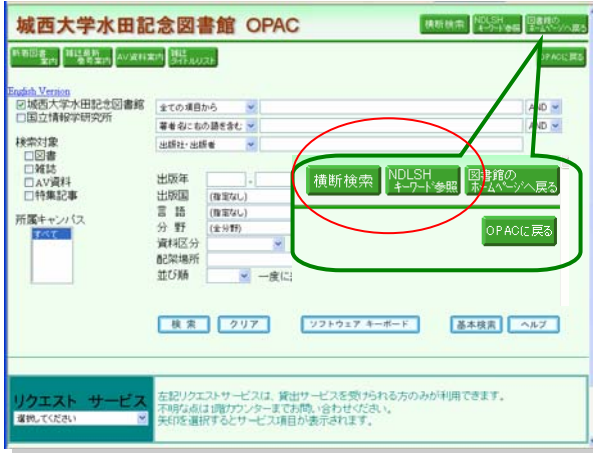 城西大学水田記念図書館 OPAC
横断検索
NDLSH
キーワード参照
図書館の
ホームページへ戻る
新着図書
案内
雑誌最新
巻号案内
AV資料案内
雑誌
タイトルリスト
OPACに戻る
English Version
城西大学水田記念図書館
国立情報学研究所
全ての項目から
AND
著者名に右の語を含む
AND
出版社・出版者
検索対象
図書
雑誌
AV資料
特集記事
所属キャンパス
すべて
出版年
-
出版国
(指定なし)
言 語
(指定なし)
分 野
(全分野)
資料区分
配架場所
並び順
一度に
横断検索
NDLSH
キーワード参照
図書館の
ホームページへ戻る
OPACに戻る
検 索
クリア
ソフトウェア キーボード
基本検索
ヘルプ
リクエスト サービス
選択してください
左記リクエストサービスは、貸出サービスを受けられる方のみが利用できます。
不明な点は1階カウンターまでお問い合わせください。
矢印を選択するとサービス項目が表示されます。